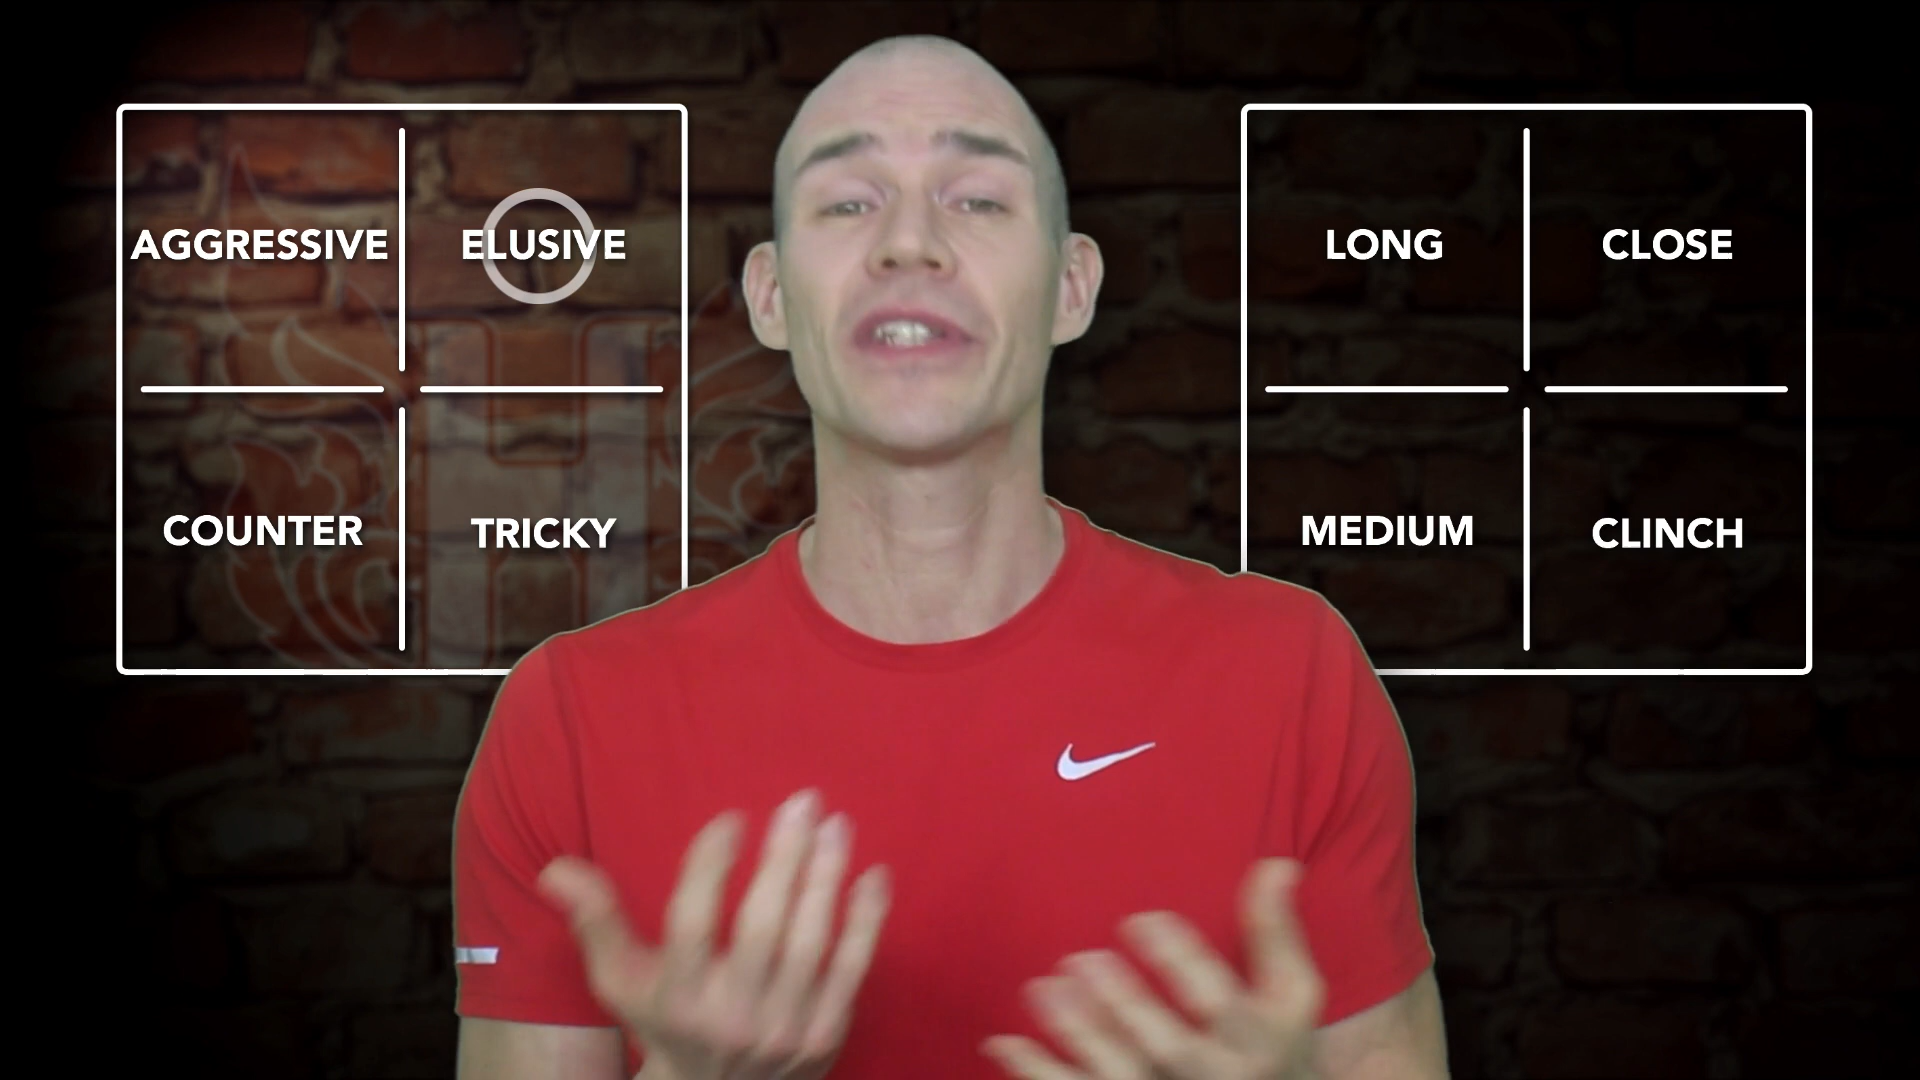 AGGRESSIVE
ELUSIVE
COUNTER
TRICKY
LONG
CLOSE
MEDIUM
CLINCH
H